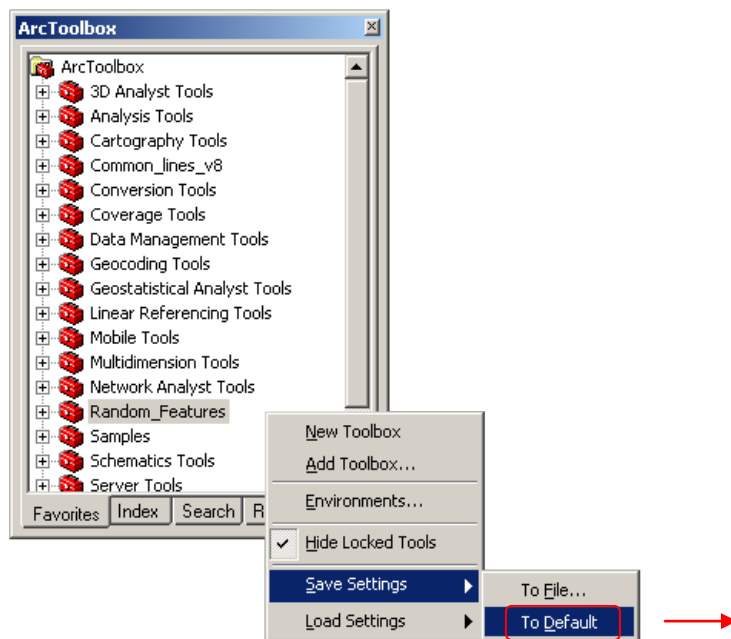 ArcToolbox
ArcToolbox
3D Analyst Tools
Analysis Tools
Cartography Tools
Common_lines_v8
Conversion Tools
Coverage Tools
Data Management Tools
Geocoding Tools
Geostatistical Analyst Tools
Linear Referencing Tools
Mobile Tools
Multidimension Tools
Network Analyst Tools
Random_Features
Samples
Schematics Tools
Server Tools
Favorites Index Search R
New Toolbox
Add Toolbox...
Environments...
Hide Locked Tools
Save Settings
Load Settings
To File...
To Default